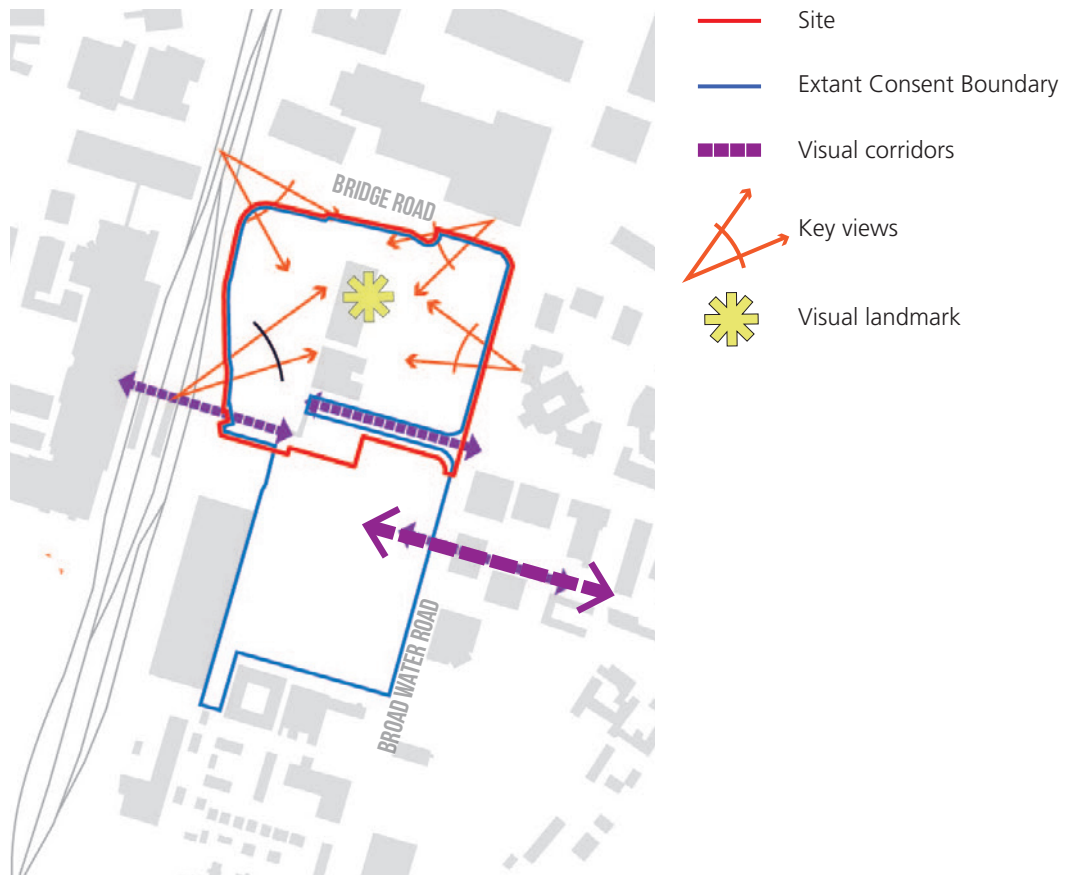 Site
Extant Consent Boundary
Visual corridors
Key views
Visual landmark
BRIDGE ROAD
BROAD WATER ROAD